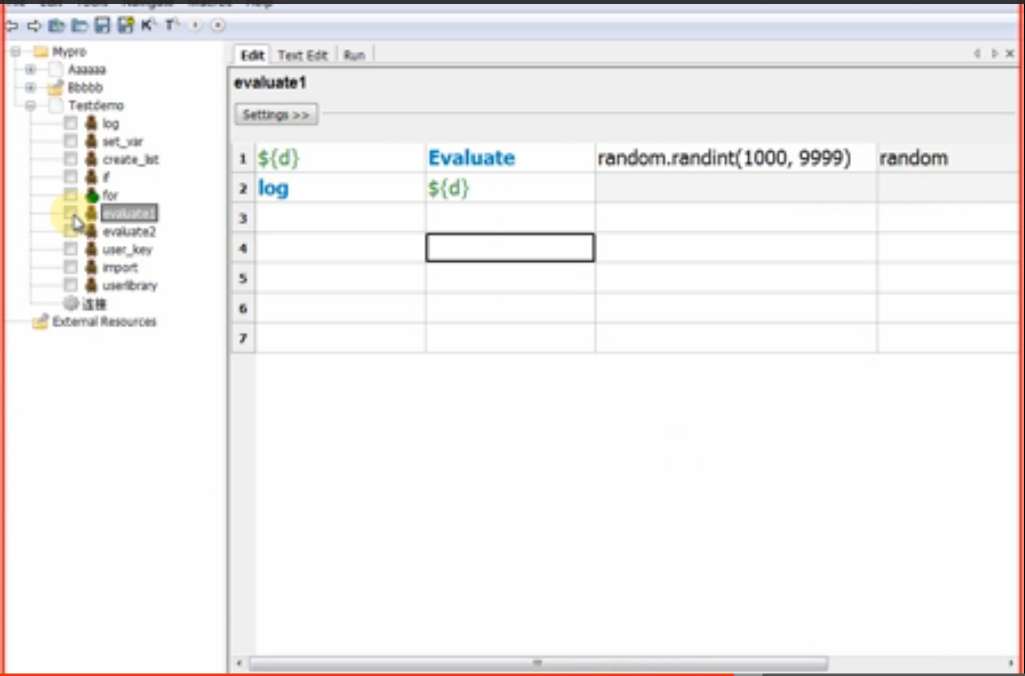 Mypro
Aaaaaa
Bbbbb
Testdemo
log
set_var
create_list
if
for
evaluate1
evaluate2
user_key
import
userlibrary
连接
External Resources
Edit Text Edit Run
evaluate1
Settings >>
1 ${d} Evaluate random.randint(1000, 9999) random
2 log ${d}
3
4
5
6
7